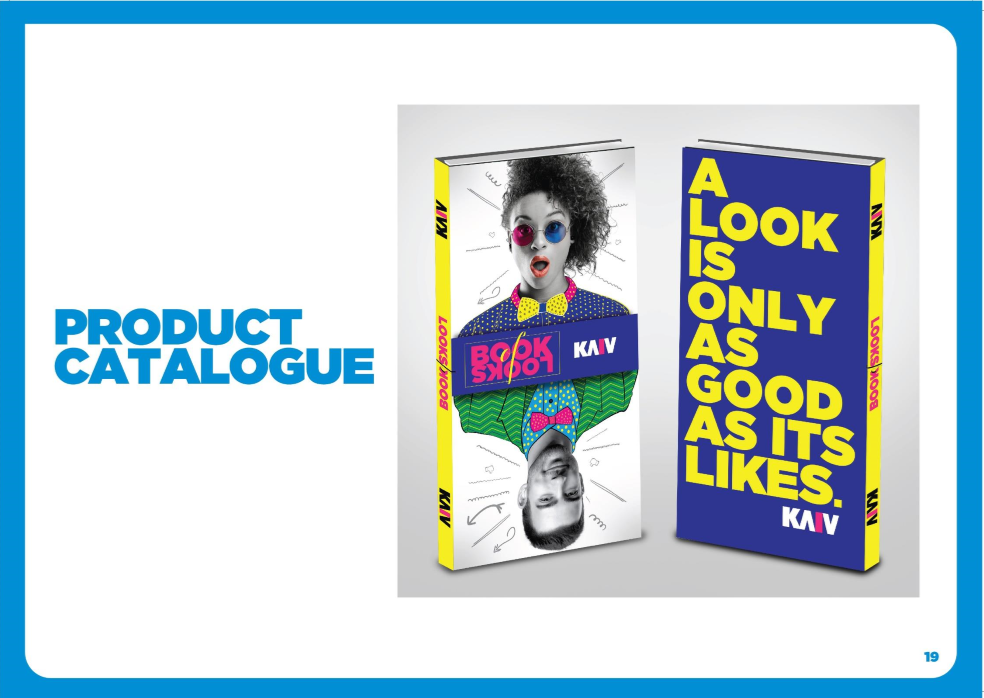 PRODUCT
CATALOGUE
KAIV
BOOK LOOKS
KAIV
BOOK
of
LOOKS
KAIV
A
LOOK
IS
ONLY
AS
GOOD
AS ITS
LIKES.
KAIV
KAIV
LOOKS
BOOK
KAIV
19